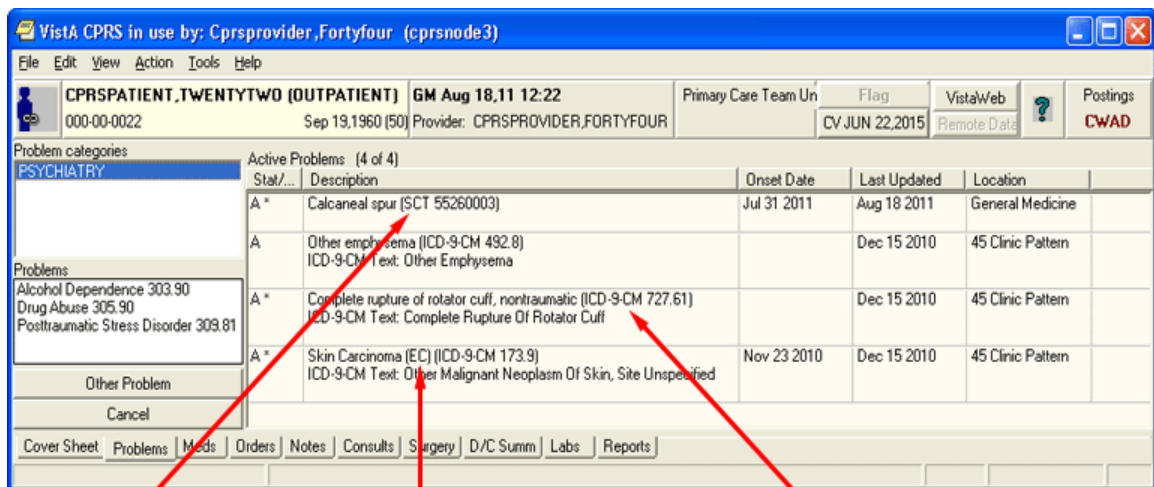 VistA CPRS in use by: Cprsprovider,Fortyfour (cprsnode3)
File Edit View Action Tools Help
CPRSPATIENT,TWENTYTWO (OUTPATIENT) GM Aug 18,11 12:22 Primary Care Team Un Flag VistaWeb ? Postings
000-00-0022 Sep 19,1960 (50) Provider: CPRSPROVIDER,FORTYFOUR CV JUN 22,2015 Remote Data CWAD
Problem categories
PSYCHIATRY
Problems
Alcohol Dependence 303.90
Drug Abuse 305.90
Posttraumatic Stress Disorder 309.81
Other Problem
Cancel
Active Problems (4 of 4)
Stat/... Description Onset Date Last Updated Location
A * Calcaneal spur (SCT 55260003) Jul 31 2011 Aug 18 2011 General Medicine
A Other emphysema (ICD-9-CM 492.8) Dec 15 2010 45 Clinic Pattern
ICD-9-CM Text: Other Emphysema
A * Complete rupture of rotator cuff, nontraumatic (ICD-9-CM 727.61) Dec 15 2010 45 Clinic Pattern
ICD-9-CM Text: Complete Rupture Of Rotator Cuff
A * Skin Carcinoma (EC) (ICD-9-CM 173.9) Nov 23 2010 Dec 15 2010 45 Clinic Pattern
ICD-9-CM Text: Other Malignant Neoplasm Of Skin, Site Unspecified
Cover Sheet Problems Meds Orders Notes Consults Surgery D/C Summ Labs Reports